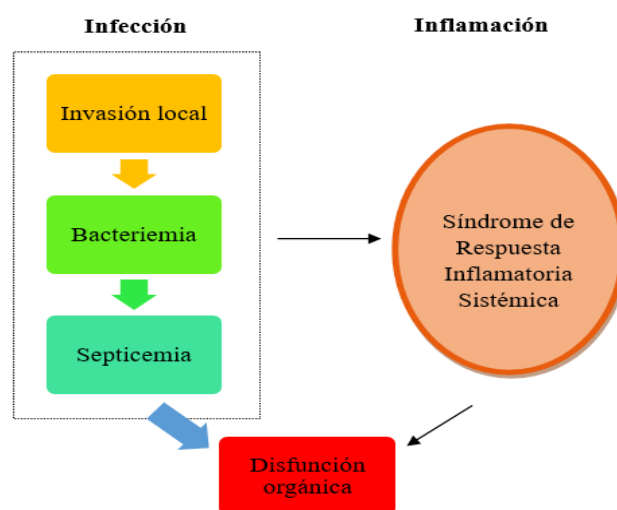 Infección
Inflamación
Invasión local
Bacteriemia
Septicemia
Síndrome de
Respuesta
Inflamatoria
Sistémica
Disfunción
orgánica